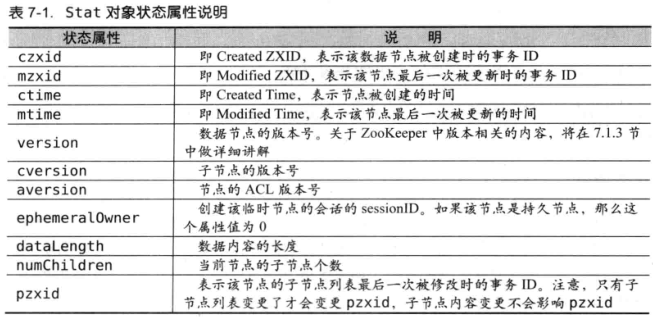 表 7-1. Stat 对象状态属性说明
状态属性 说 明
czxid 即 Created ZXID，表示该数据节点被创建时的事务 ID
mzxid 即 Modified ZXID，表示该节点最后一次被更新时的事务 ID
ctime 即 Created Time，表示节点被创建的时间
mtime 即 Modified Time，表示该节点最后一次被更新的时间
version 数据节点的版本号。关于 ZooKeeper 中版本相关的内容，将在 7.1.3 节
中做详细讲解
cversion 子节点的版本号
aversion 节点的 ACL 版本号
ephemeralOwner 创建该临时节点的会话的 sessionID。如果该节点是持久节点，那么这
个属性值为 0
dataLength 数据内容的长度
numChildren 当前节点的子节点个数
pzxid 表示该节点的子节点列表最后一次被修改时的事务 ID。注意，只有子
节点列表变更了才会变更 pzxid，子节点内容变更不会影响 pzxid